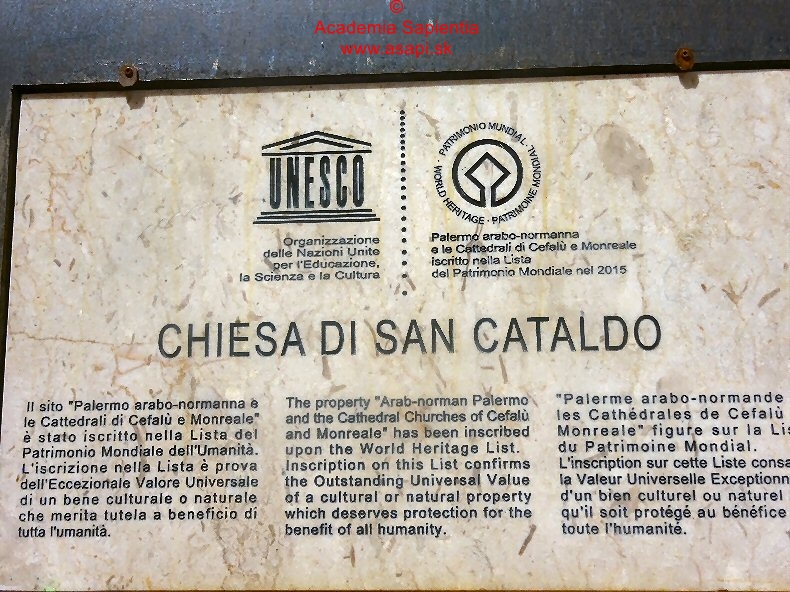 ©
Academia Sapientia
www.asapi.sk
UNESCO
Organizzazione
delle Nazioni Unite
per l'Educazione,
la Scienza e la Cultura
PATRIMONIO MUNDIAL · WORLD HERITAGE · PATRIMOINE MONDIAL
Palermo arabo-normanna
e le Cattedrali di Cefalù e Monreale
iscritto nella Lista
del Patrimonio Mondiale nel 2015
CHIESA DI SAN CATALDO
Il sito "Palermo arabo-normanna e
le Cattedrali di Cefalù e Monreale"
è stato iscritto nella Lista del
Patrimonio Mondiale dell'Umanità.
L'iscrizione nella Lista è prova
dell'Eccezionale Valore Universale
di un bene culturale o naturale
che merita tutela a beneficio di
tutta l'umanità.
The property "Arab-norman Palermo
and the Cathedral Churches of Cefalù
and Monreale" has been inscribed
upon the World Heritage List.
Inscription on this List confirms
the Outstanding Universal Value
of a cultural or natural property
which deserves protection for the
benefit of all humanity.
"Palerme arabo-normande
les Cathédrales de Cefalù
Monreale" figure sur la Lis
du Patrimoine Mondial.
L'inscription sur cette Liste consa
la Valeur Universelle Exceptionn
d'un bien culturel ou naturel
qu'il soit protégé au bénéfice
toute l'humanité.